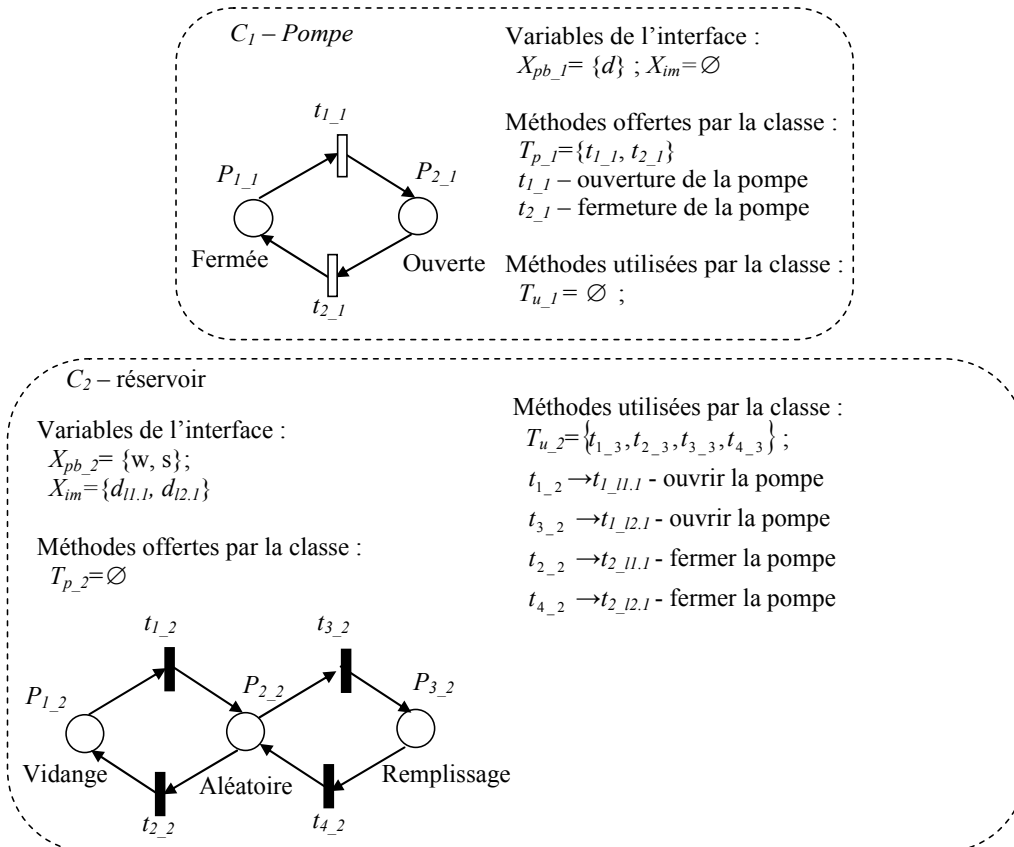 C1 – Pompe
Variables de l’interface :
Xpb_1= {d} ; Xim=∅
Méthodes offertes par la classe :
Tp_1={t1_1, t2_1}
t1_1 – ouverture de la pompe
t2_1 – fermeture de la pompe
Méthodes utilisées par la classe :
Tu_1= ∅ ;
t1_1
P1_1
P2_1
Fermée
Ouverte
t2_1
C2 – réservoir
Variables de l’interface :
Xpb_2= {w, s};
Xim={dl1.1, dl2.1}
Méthodes offertes par la classe :
Tp_2=∅
Méthodes utilisées par la classe :
Tu_2={t1_3, t2_3, t3_3, t4_3} ;
t1_2 →t1_l1.1 - ouvrir la pompe
t3_2 →t1_l2.1 - ouvrir la pompe
t2_2 →t2_l1.1 - fermer la pompe
t4_2 →t2_l2.1 - fermer la pompe
t1_2
t3_2
P1_2
P2_2
P3_2
Vidange
Aléatoire
Remplissage
t2_2
t4_2